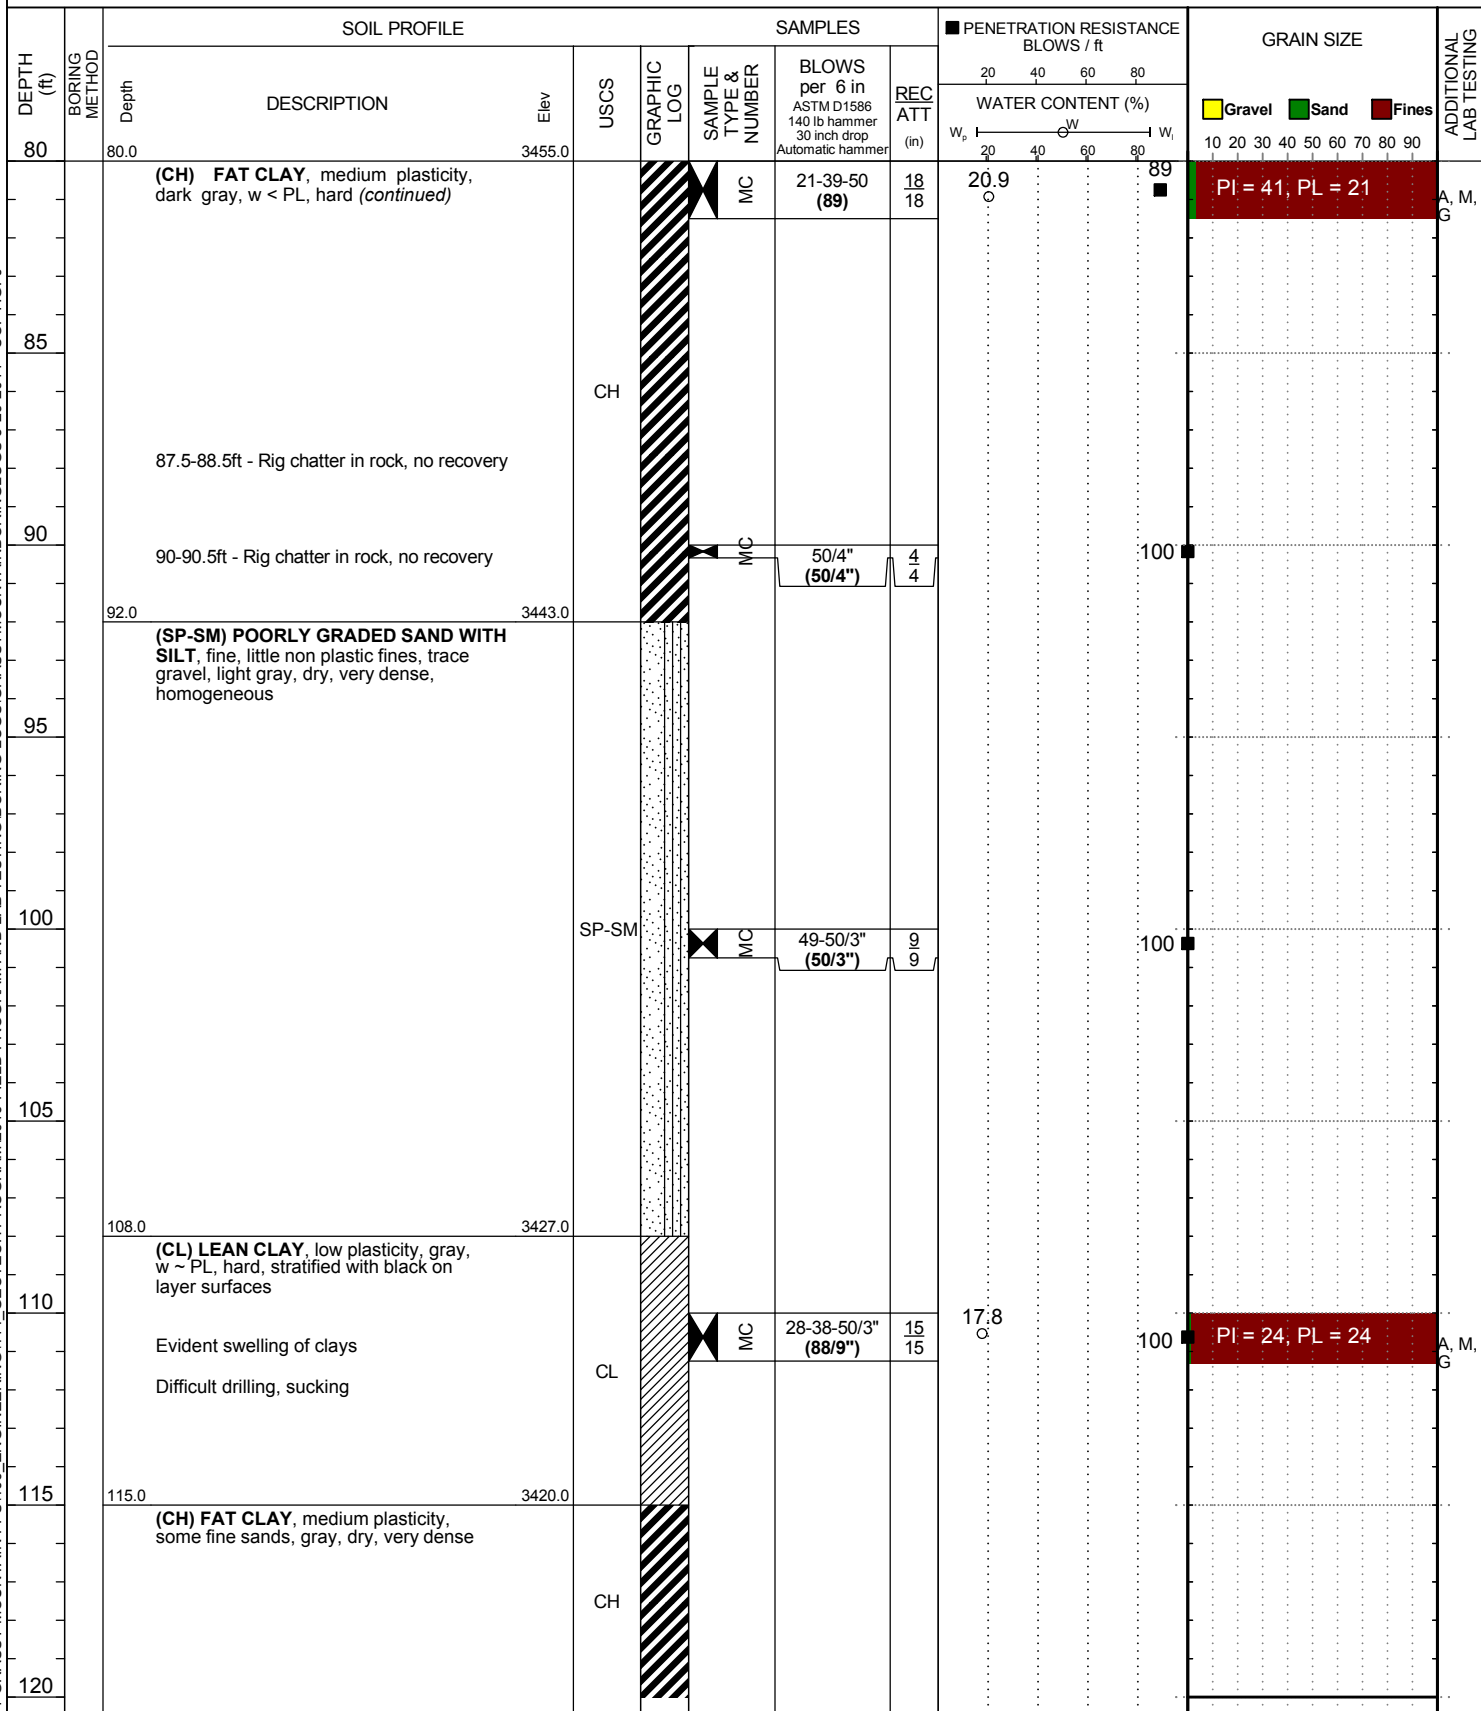 SOIL PROFILE
SAMPLES
PENETRATION RESISTANCE
BLOWS / ft
20 40 60 80
WATER CONTENT (%)
Wp W Wl
20 40 60 80
GRAIN SIZE
Gravel Sand Fines
10 20 30 40 50 60 70 80 90
ADDITIONAL
LAB TESTING
DEPTH
(ft)
BORING
METHOD
Depth
DESCRIPTION
Elev
USCS
GRAPHIC
LOG
SAMPLE
TYPE &
NUMBER
BLOWS
per 6 in
ASTM D1586
140 lb hammer
30 inch drop
Automatic hammer
REC
ATT
(in)
80
80.0 3455.0
(CH) FAT CLAY, medium plasticity,
dark gray, w < PL, hard (continued)
MC
21-39-50
(89)
18
18
20.9
89
PI = 41, PL = 21
A, M,
G
85
CH
87.5-88.5ft - Rig chatter in rock, no recovery
90
90-90.5ft - Rig chatter in rock, no recovery
MC
50/4"
(50/4")
4
4
100
92.0 3443.0
(SP-SM) POORLY GRADED SAND WITH
SILT, fine, little non plastic fines, trace
gravel, light gray, dry, very dense,
homogeneous
95
100
SP-SM
MC
49-50/3"
(50/3")
9
9
100
105
108.0 3427.0
(CL) LEAN CLAY, low plasticity, gray,
w ~ PL, hard, stratified with black on
layer surfaces
110
Evident swelling of clays
Difficult drilling, sucking
CL
MC
28-38-50/3"
(88/9")
15
15
17.8
100
PI = 24, PL = 24
A, M,
G
115
115.0 3420.0
(CH) FAT CLAY, medium plasticity,
some fine sands, gray, dry, very dense
CH
120